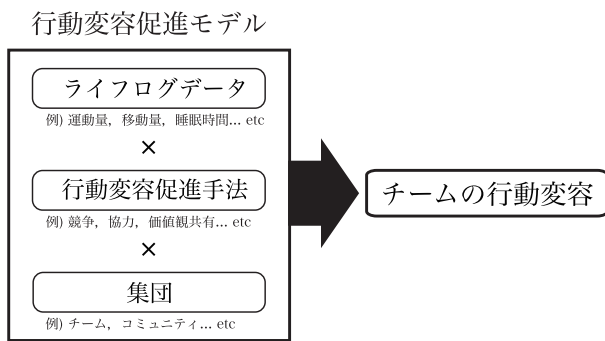 行動変容促進モデル
ライフログデータ
例) 運動量，移動量，睡眠時間... etc
×
行動変容促進手法
例) 競争，協力，価値観共有... etc
×
集団
例) チーム，コミュニティ... etc
チームの行動変容